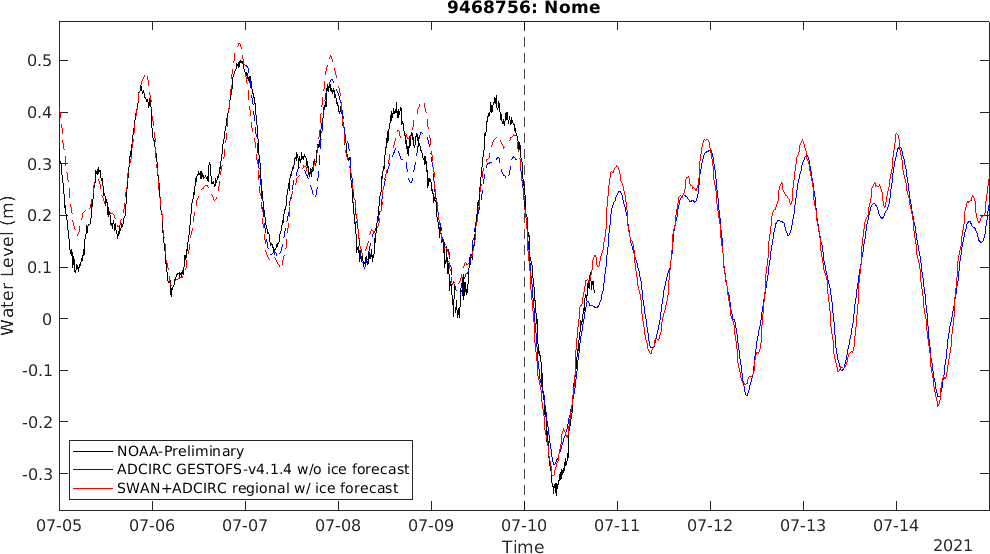 9468756: Nome
Water Level (m)
0.5
0.4
0.3
0.2
0.1
0
-0.1
-0.2
-0.3
NOAA-Preliminary
ADCIRC GESTOFS-v4.1.4 w/o ice forecast
SWAN+ADCIRC regional w/ ice forecast
07-05 07-06 07-07 07-08 07-09 07-10 07-11 07-12 07-13 07-14
Time
2021